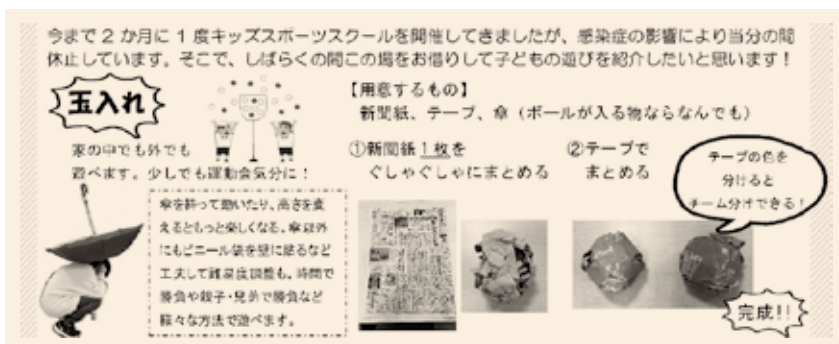 今まで2か月に1度キッズスポーツスクールを開催してきましたが、感染症の影響により当分の間
休止しています。そこで、しばらくの間この場をお借りして子どもの遊びを紹介したいと思います！
玉入れ
家の中でも外でも
遊べます。少しでも運動会気分に！
傘を持って動いたり、高さを変
えるともっと楽しくなる。傘以外
にもビニール袋を壁に貼るなど
工夫して難易度調整も。時間で
勝負や親子・兄弟で勝負など
様々な方法で遊べます。
【用意するもの】
新聞紙、テープ、傘（ボールが入る物ならなんでも）
①新聞紙1枚を
ぐしゃぐしゃにまとめる
②テープで
まとめる
テープの色を
分けると
チーム分けできる！
完成!!